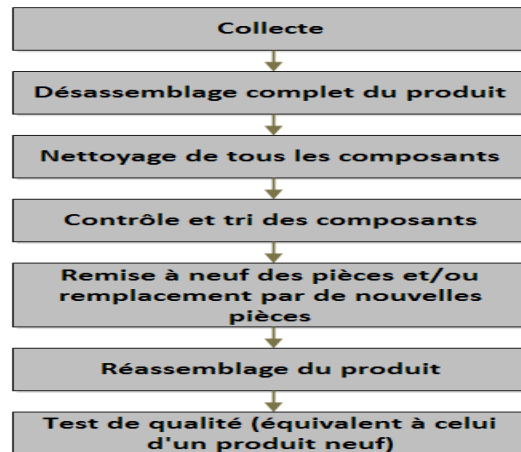 Collecte
Désassemblage complet du produit
Nettoyage de tous les composants
Contrôle et tri des composants
Remise à neuf des pièces et/ou
remplacement par de nouvelles
pièces
Réassemblage du produit
Test de qualité (équivalent à celui
d'un produit neuf)